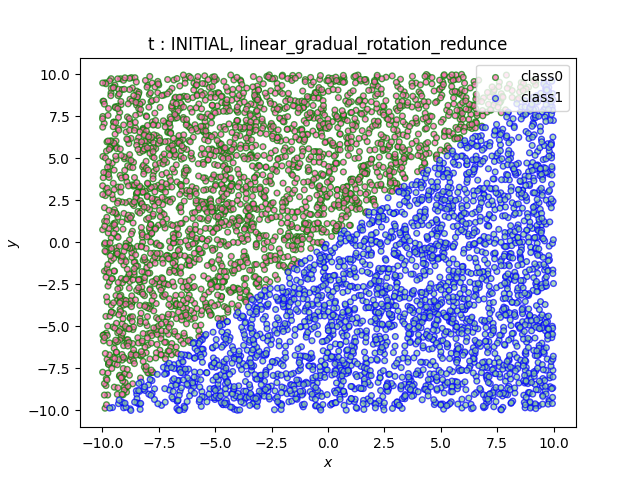 t : INITIAL, linear_gradual_rotation_redunce
class0
class1
10.0
7.5
5.0
2.5
0.0
−2.5
−5.0
−7.5
−10.0
y
−10.0 −7.5 −5.0 −2.5 0.0 2.5 5.0 7.5 10.0
x